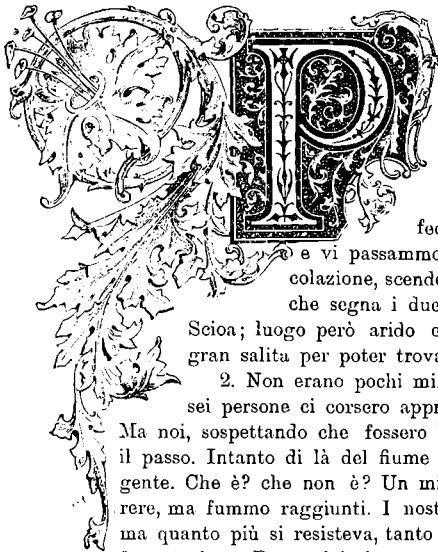 P
fec
e vi passammo
colazione, scende
che segna i due
Scioa; luogo però arido e
gran salita per poter trova
2. Non erano pochi mi
sei persone ci corsero appr
Ma noi, sospettando che fossero
il passo. Intanto di là del fiume
gente. Che è? che non è? Un mi
rere, ma fummo raggiunti. I nost
ma quanto più si resisteva, tanto